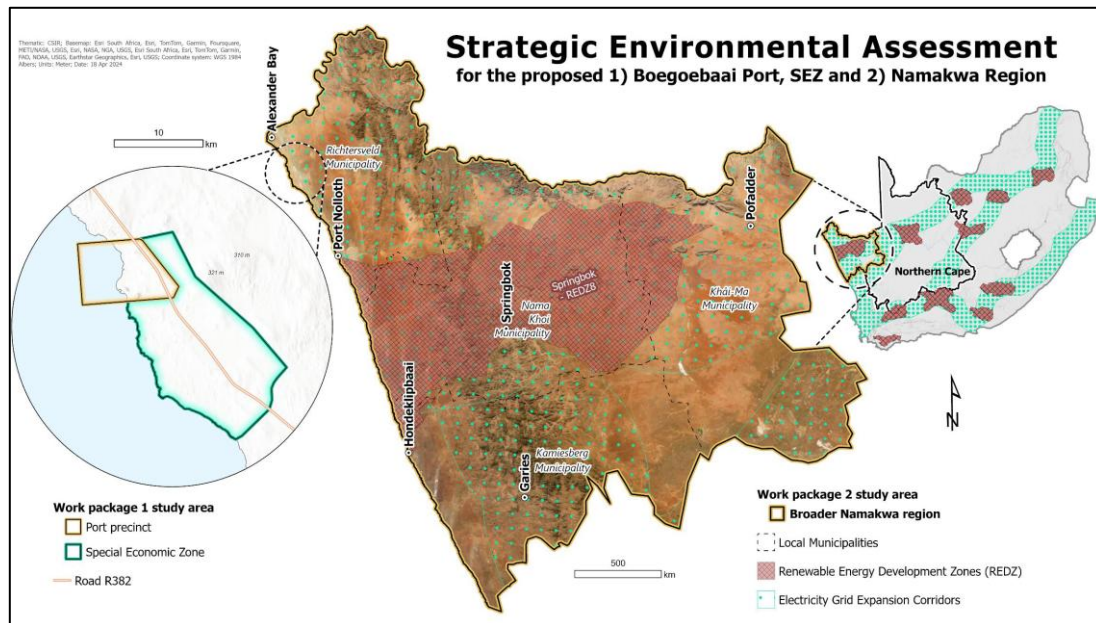 Thematic: CSIR; Basemap: Esri South Africa, Esri, TomTom, Garmin, Foursquare,
METI/NASA, USGS, Esri, NASA, NGA, USGS, Esri South Africa, Esri, TomTom, Garmin,
FAO, NOAA, USGS, Earthstar Geographics, Esri, USGS; Coordinate system: WGS 1984
Albers; Units: Meter; Date: 18 Apr 2024
Strategic Environmental Assessment
for the proposed 1) Boegoebaai Port, SEZ and 2) Namakwa Region
Alexander Bay
10
km
Richtersveld
Municipality
Port Nolloth
Pofadder
310 m
321 m
Springbok
Springbok
- REDZ8
Nama
Khoi
Municipality
Khâi-Ma
Municipality
Northern Cape
Hondeklipbaai
N
Garies
Kamiesberg
Municipality
Work package 1 study area
Port precinct
Special Economic Zone
Road R382
500
km
Work package 2 study area
Broader Namakwa region
Local Municipalities
Renewable Energy Development Zones (REDZ)
Electricity Grid Expansion Corridors